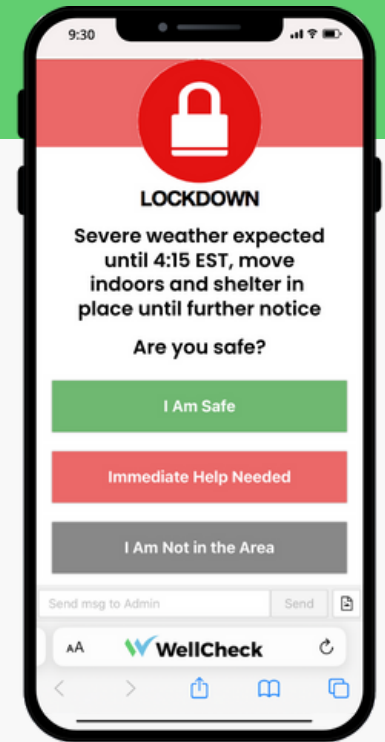 9:30
LOCKDOWN
Severe weather expected
until 4:15 EST, move
indoors and shelter in
place until further notice
Are you safe?
I Am Safe
Immediate Help Needed
I Am Not in the Area
Send msg to Admin Send
AA WellCheck